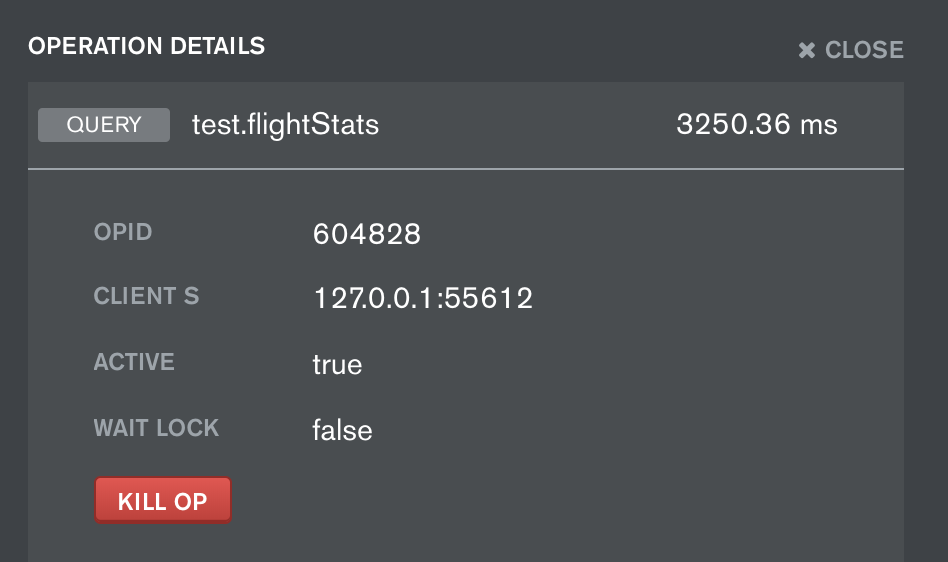 OPERATION DETAILS
✖ CLOSE
QUERY test.flightStats 3250.36 ms
OPID 604828
CLIENT S 127.0.0.1:55612
ACTIVE true
WAIT LOCK false
KILL OP